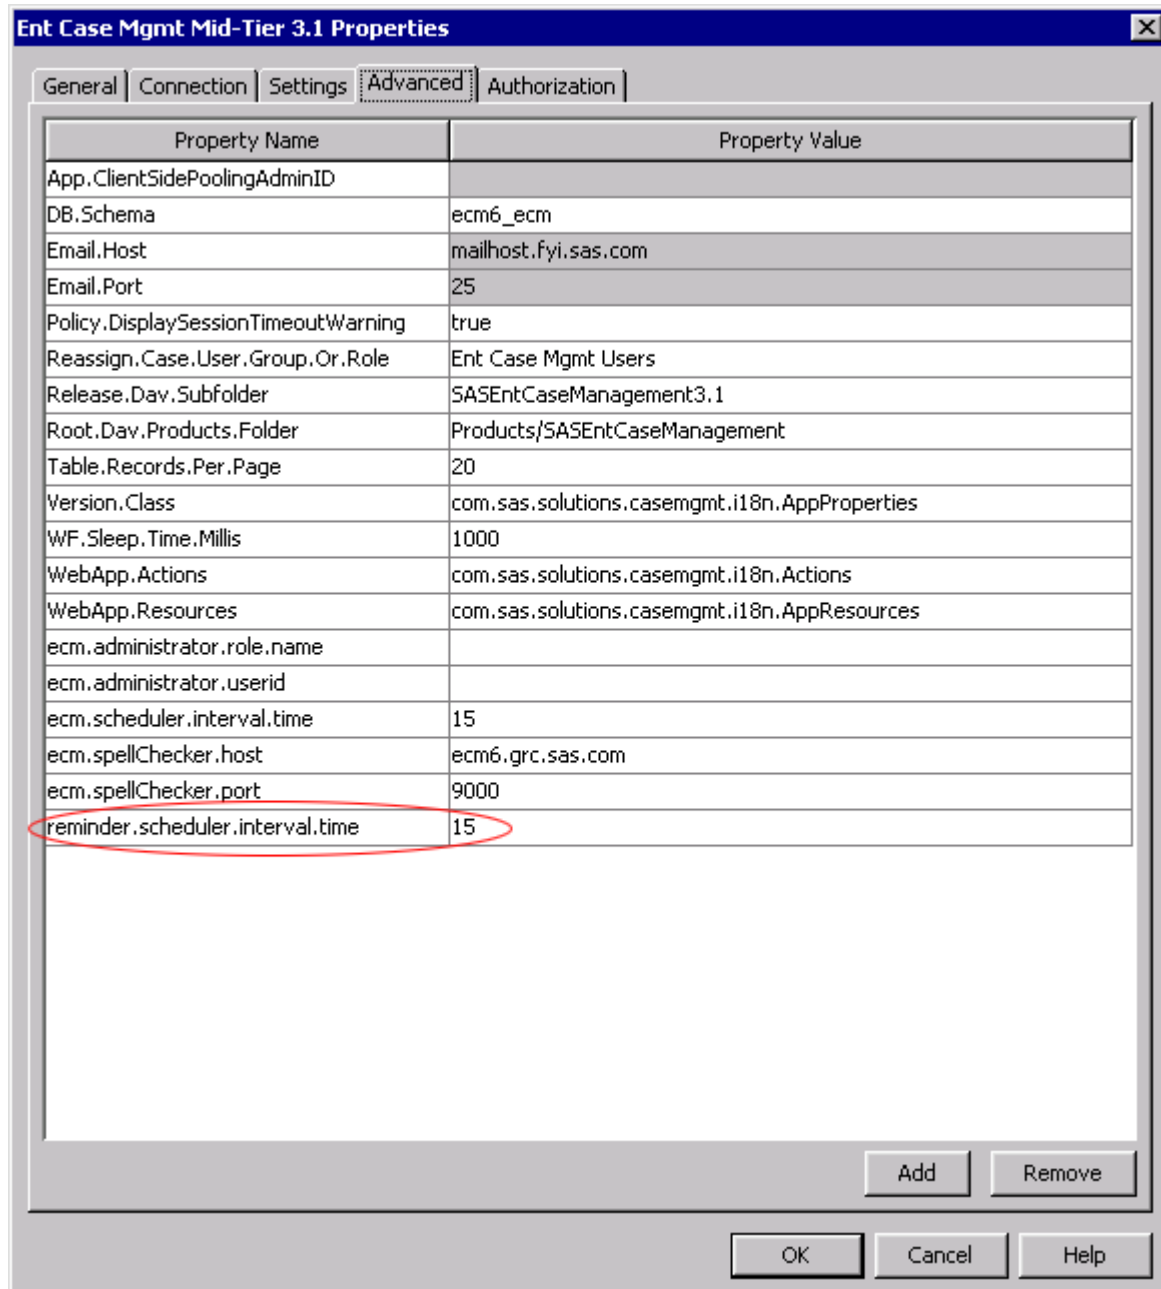 Ent Case Mgmt Mid-Tier 3.1 Properties
General Connection Settings Advanced Authorization
Property Name Property Value
App.ClientSidePoolingAdminID
DB.Schema ecm6_ecm
Email.Host mailhost.fyi.sas.com
Email.Port 25
Policy.DisplaySessionTimeoutWarning true
Reassign.Case.User.Group.Or.Role Ent Case Mgmt Users
Release.Dav.Subfolder SASEntCaseManagement3.1
Root.Dav.Products.Folder Products/SASEntCaseManagement
Table.Records.Per.Page 20
Version.Class com.sas.solutions.casemgmt.i18n.AppProperties
WF.Sleep.Time.Millis 1000
WebApp.Actions com.sas.solutions.casemgmt.i18n.Actions
WebApp.Resources com.sas.solutions.casemgmt.i18n.AppResources
ecm.administrator.role.name
ecm.administrator.userid
ecm.scheduler.interval.time 15
ecm.spellChecker.host ecm6.grc.sas.com
ecm.spellChecker.port 9000
reminder.scheduler.interval.time 15
Add Remove
OK Cancel Help